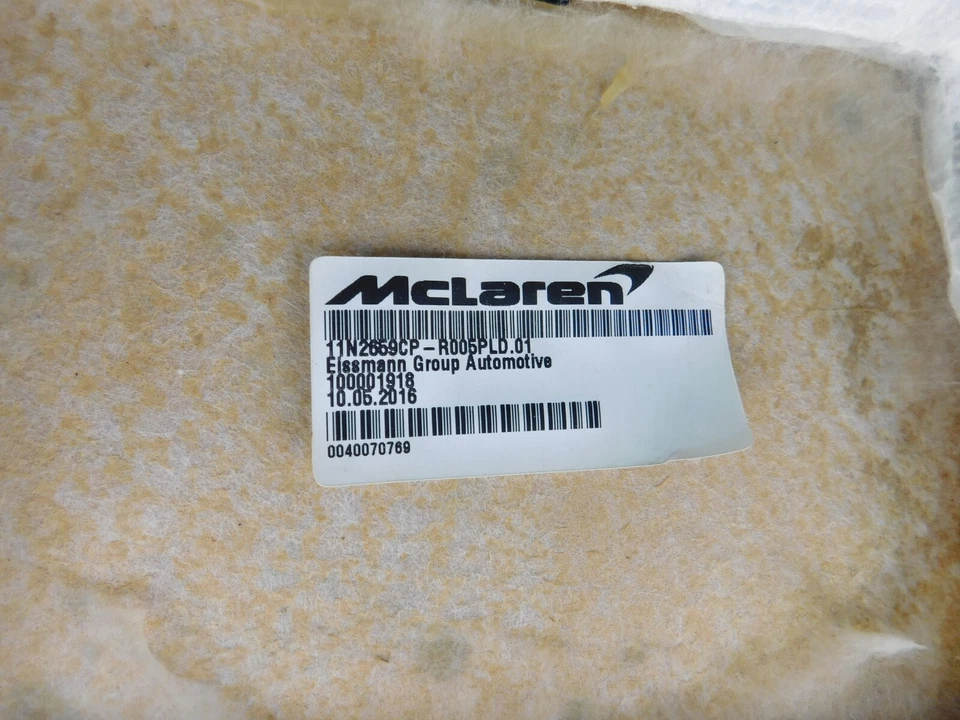 McLaren
11N2659CP-R005PLD.01
Eissmann Group Automotive
100001918
10.05.2016
0040070769